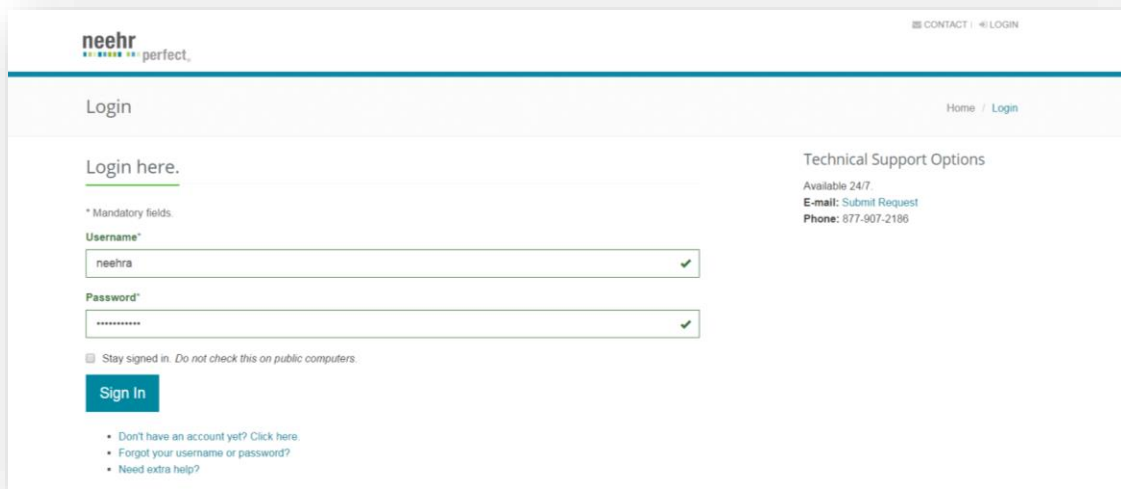 neehr
perfect.
CONTACT | LOGIN
Login
Home / Login
Login here.
* Mandatory fields.
Username*
neehra
Password*
•••••••••••
Stay signed in. Do not check this on public computers.
Sign In
• Don't have an account yet? Click here.
• Forgot your username or password?
• Need extra help?
Technical Support Options
Available 24/7.
E-mail: Submit Request
Phone: 877-907-2186